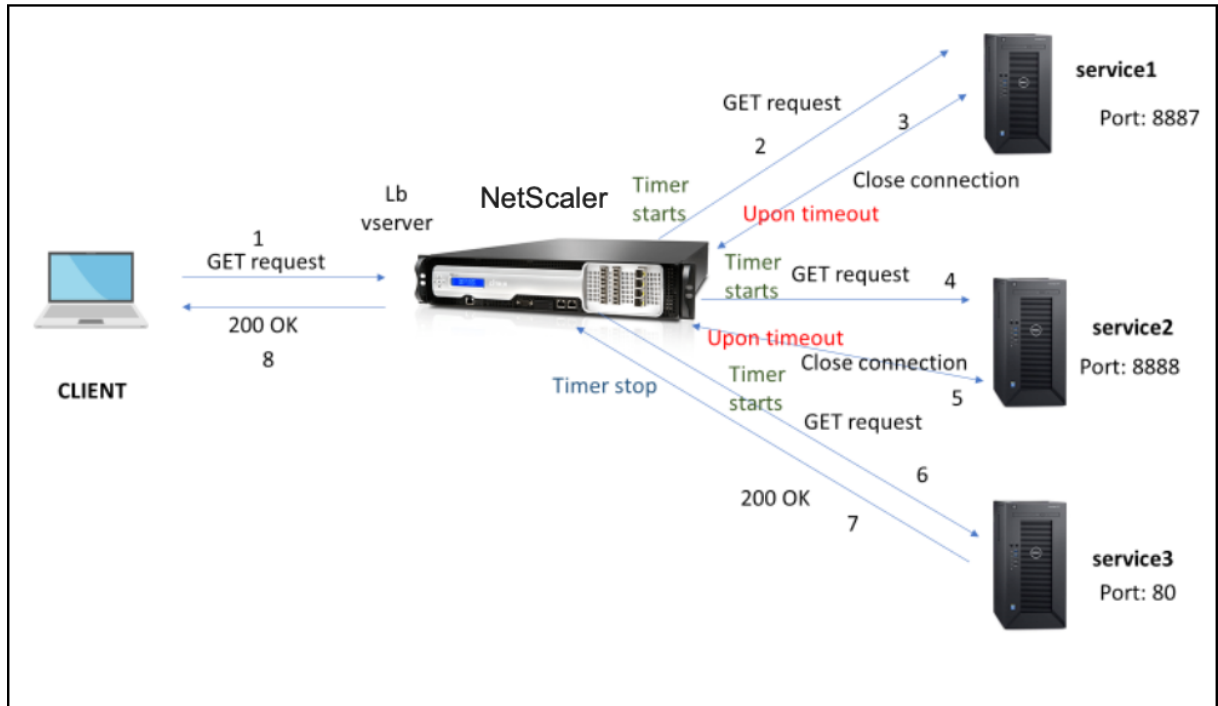 service1
Port: 8887
GET request
2
3
Close connection
Timer
starts
Upon timeout
Lb
vserver
NetScaler
1
GET request
200 OK
8
CLIENT
Timer
starts
GET request
4
service2
Port: 8888
Upon timeout
Close connection
5
Timer stop
Timer
starts
GET request
6
200 OK
7
service3
Port: 80